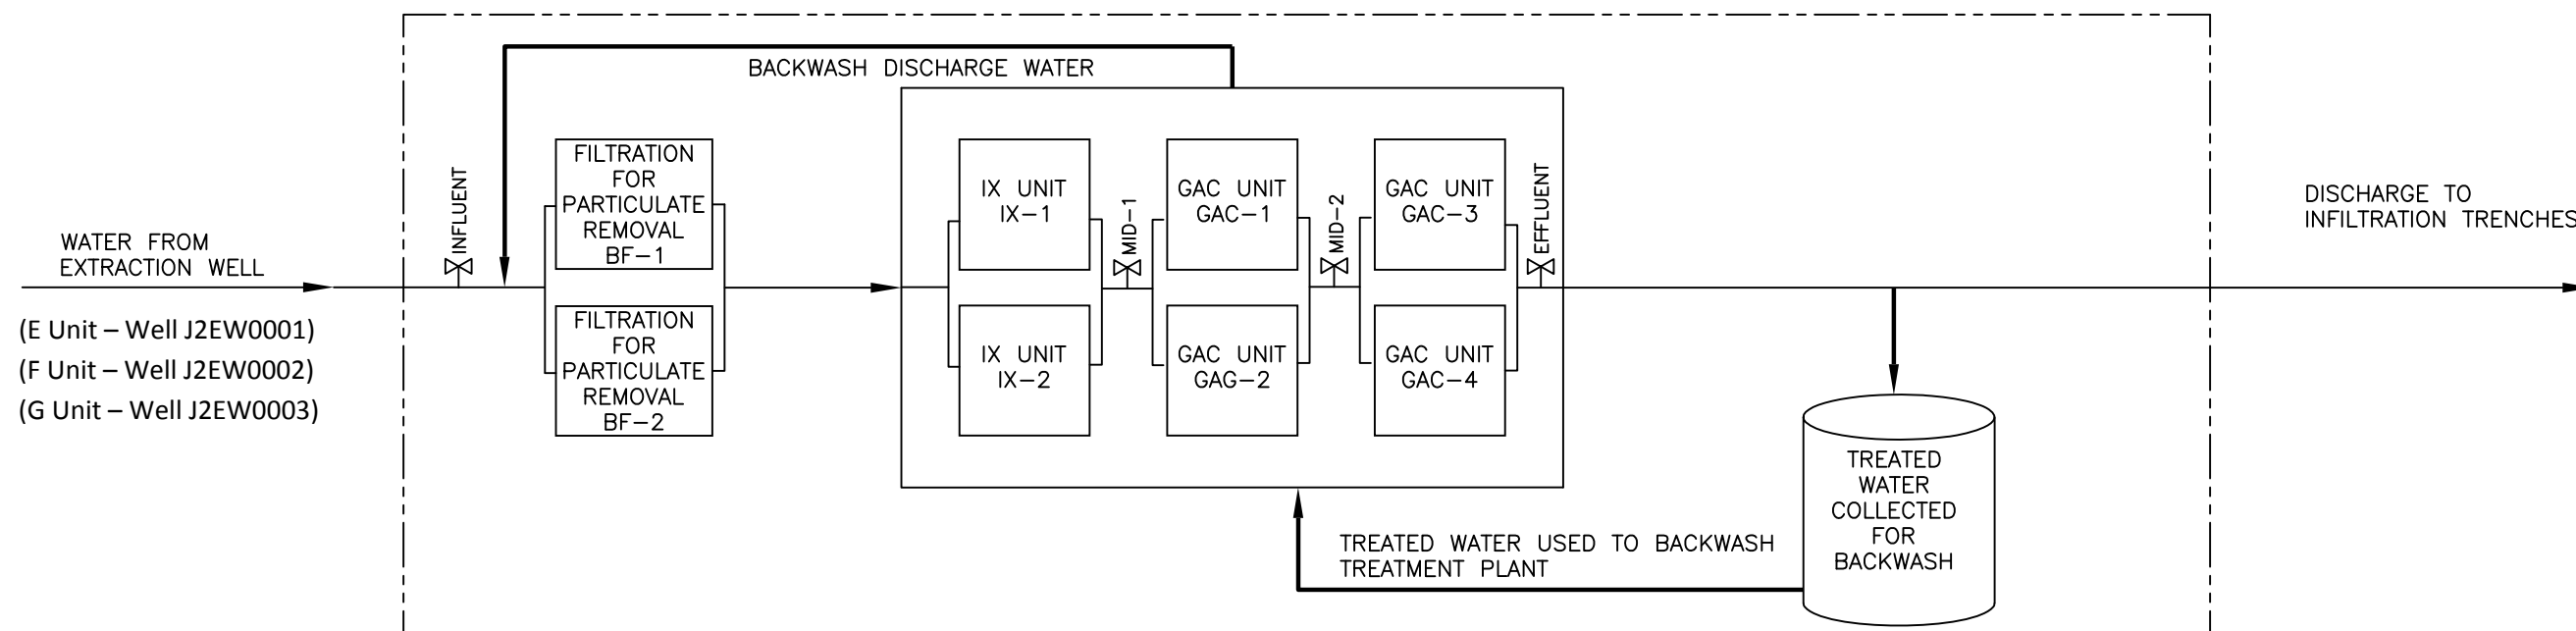 BACKWASH DISCHARGE WATER
WATER FROM
EXTRACTION WELL
(E Unit – Well J2EW0001)
(F Unit – Well J2EW0002)
(G Unit – Well J2EW0003)
INFLUENT
FILTRATION
FOR
PARTICULATE
REMOVAL
BF-1
FILTRATION
FOR
PARTICULATE
REMOVAL
BF-2
IX UNIT
IX-1
IX UNIT
IX-2
MID-1
GAC UNIT
GAC-1
GAC UNIT
GAG-2
MID-2
GAC UNIT
GAC-3
GAC UNIT
GAC-4
EFFLUENT
DISCHARGE TO
INFILTRATION TRENCHES
TREATED
WATER
COLLECTED
FOR
BACKWASH
TREATED WATER USED TO BACKWASH
TREATMENT PLANT